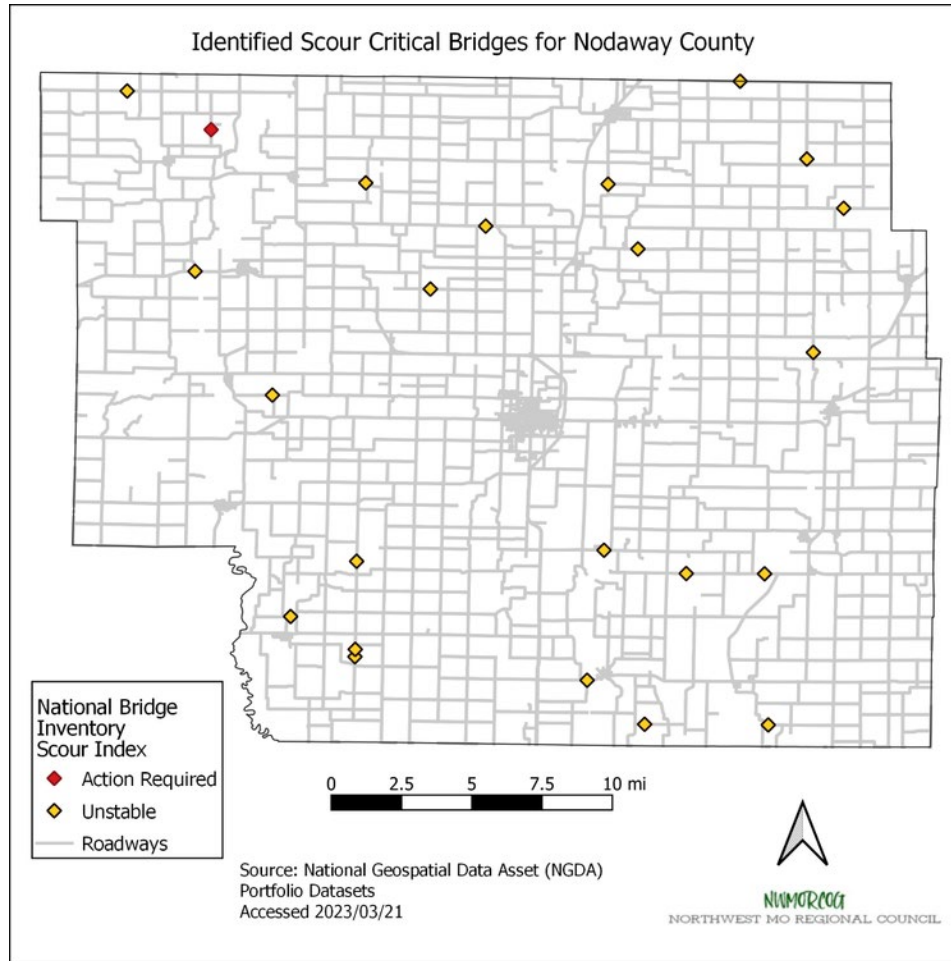 Identified Scour Critical Bridges for Nodaway County
National Bridge
Inventory
Scour Index
Action Required
Unstable
Roadways
0 2.5 5 7.5 10 mi
Source: National Geospatial Data Asset (NGDA)
Portfolio Datasets
Accessed 2023/03/21
NWMORCOG
NORTHWEST MO REGIONAL COUNCIL